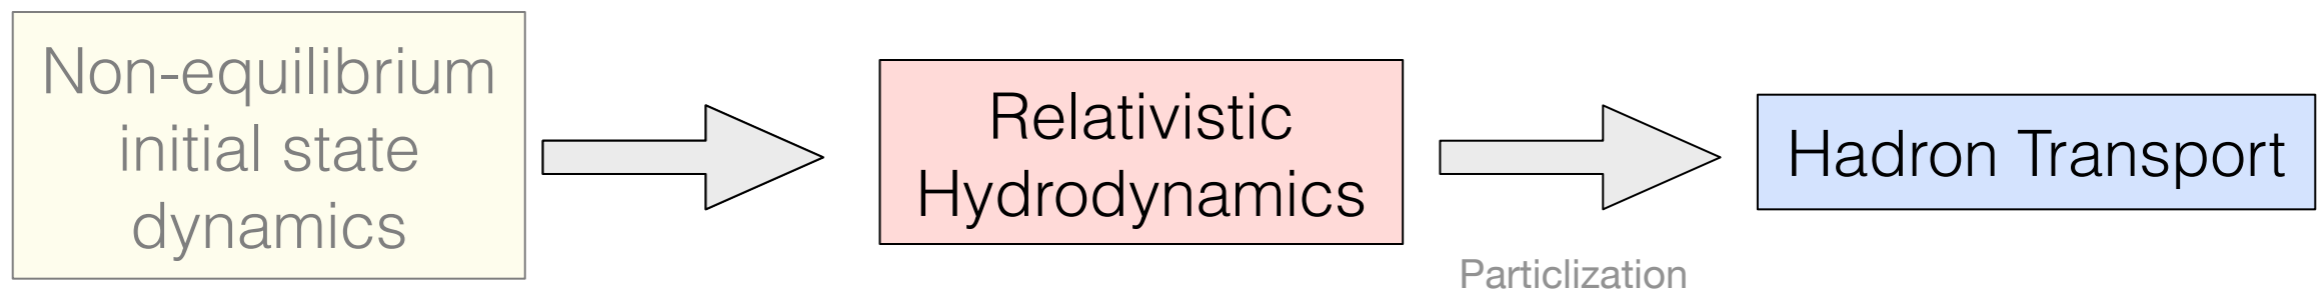 Non-equilibrium
initial state
dynamics
Relativistic
Hydrodynamics
Particlization
Hadron Transport